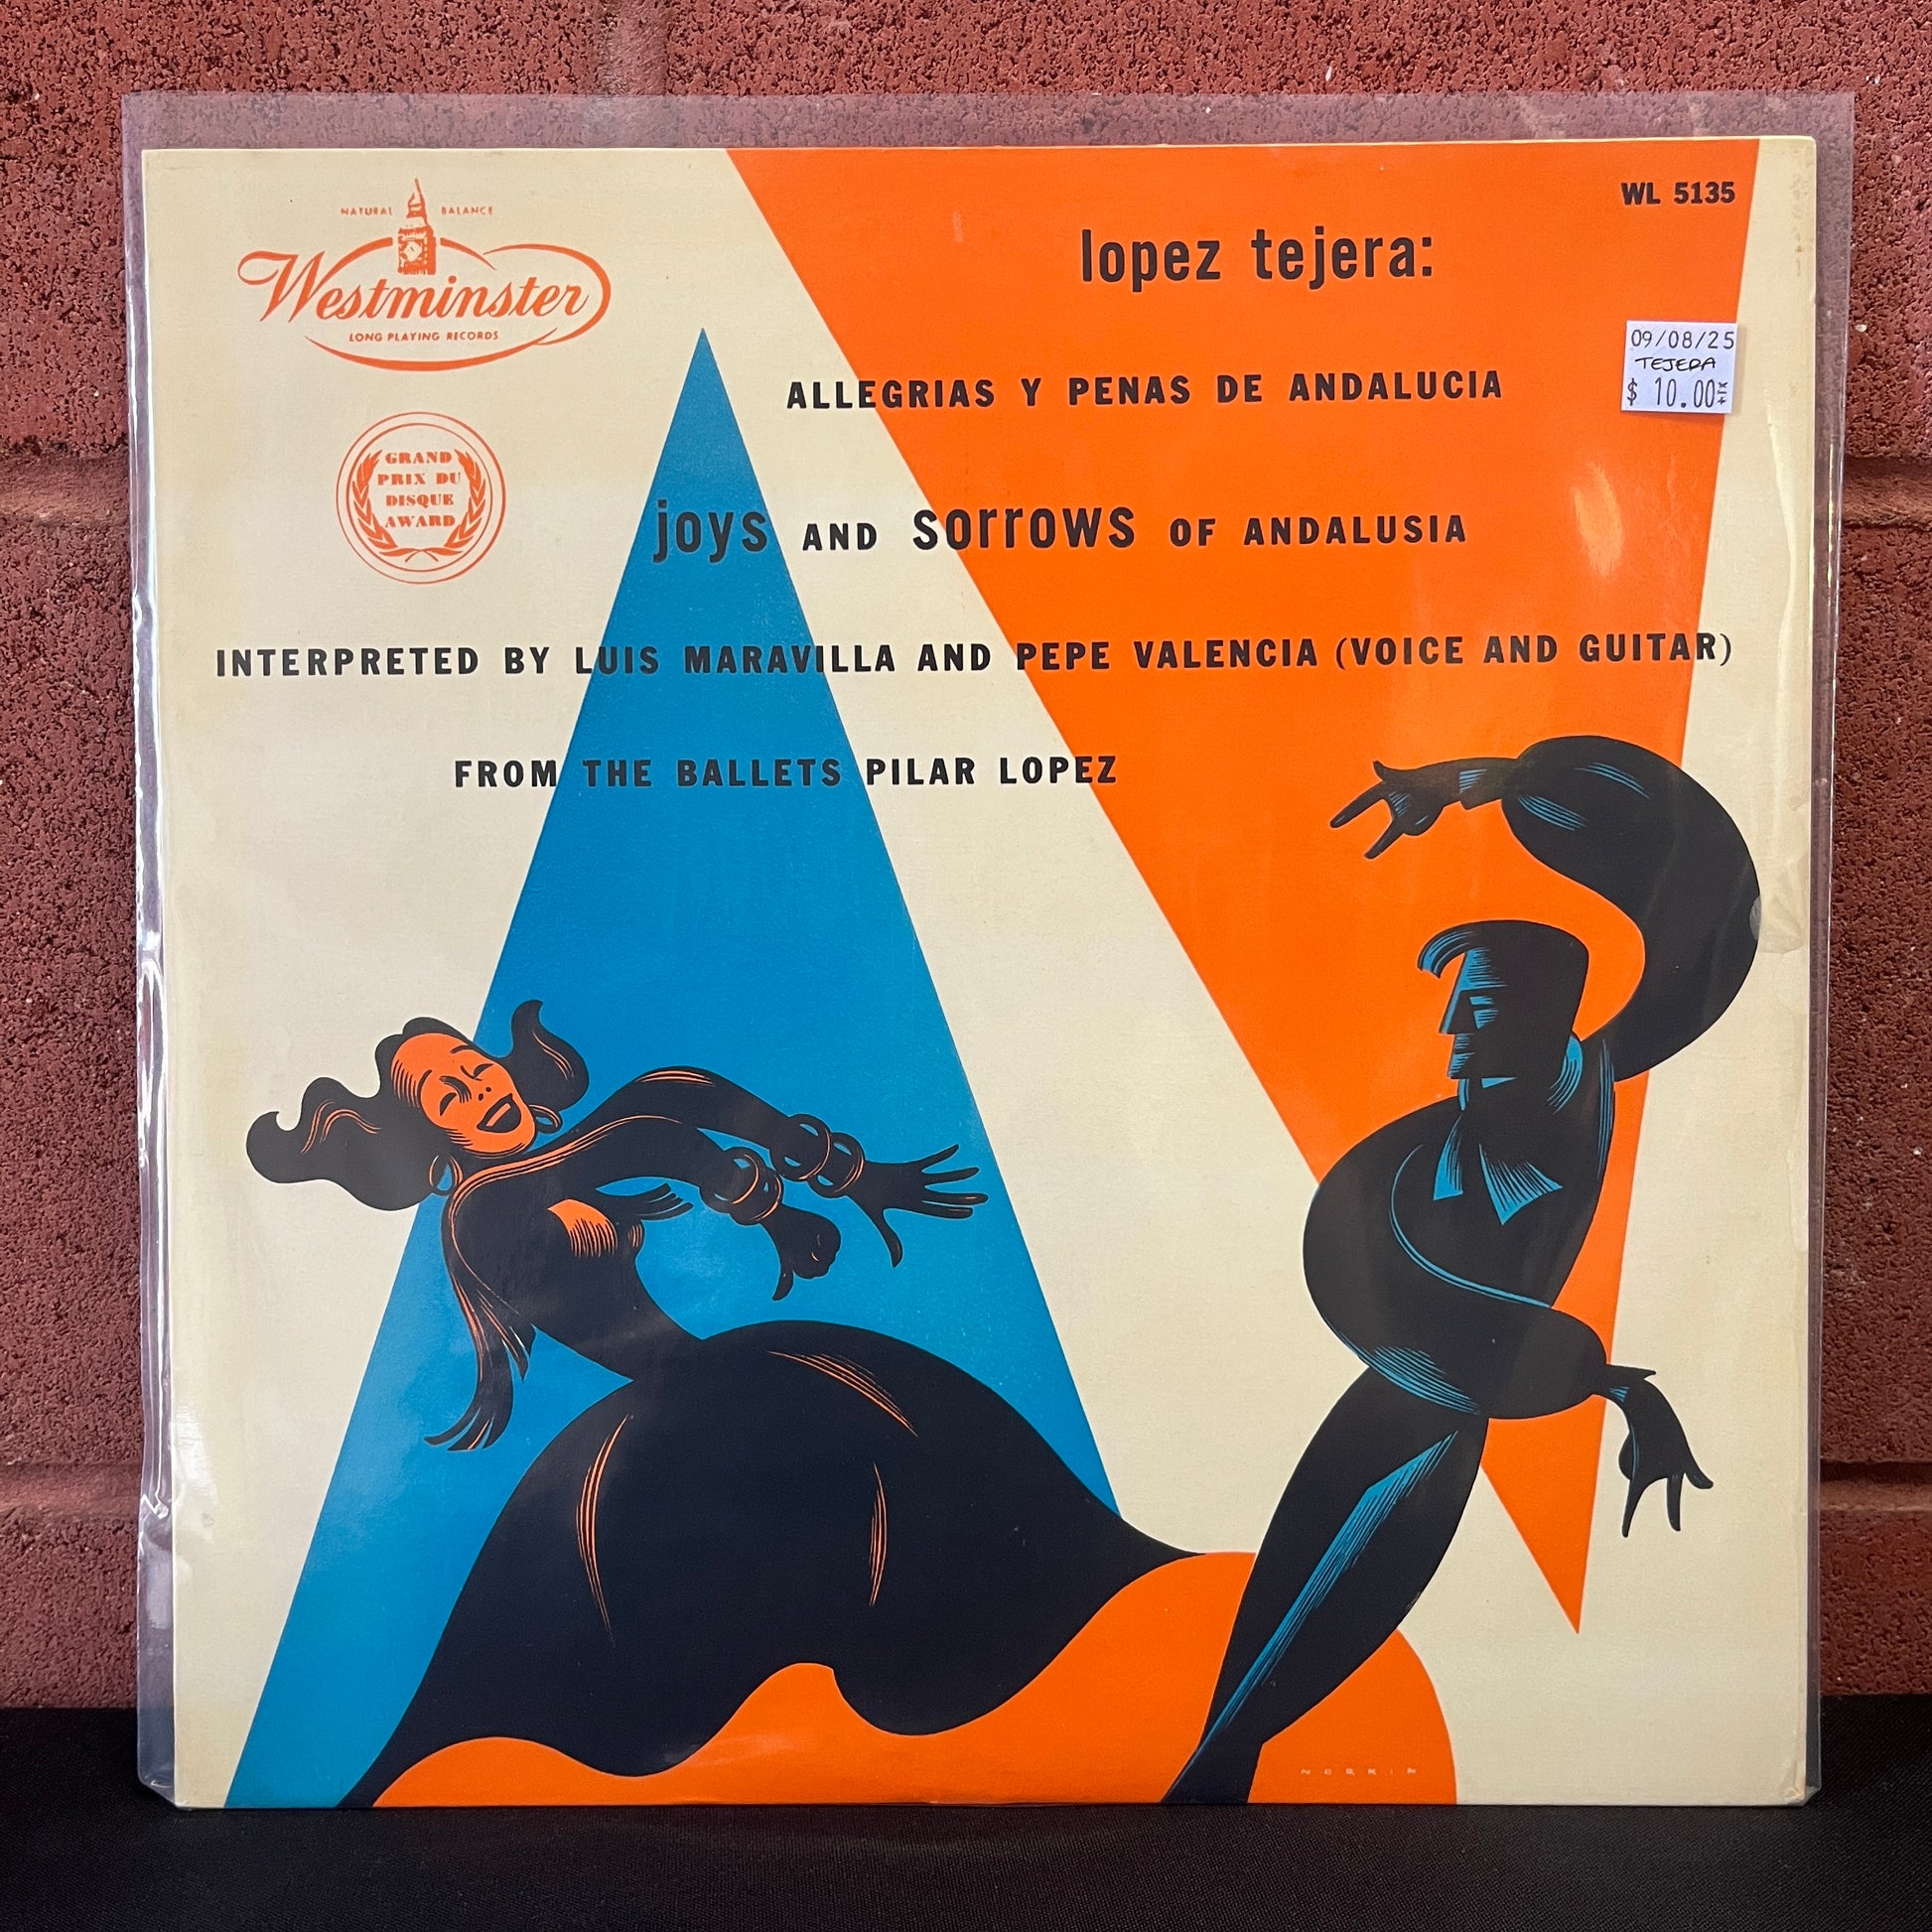 NATURAL BALANCE
Westminster
LONG PLAYING RECORDS
WL 5135
lopez tejera:
09/08/25
TEJEDA
$ 10.00
ALLEGRIAS Y PENAS DE ANDALUCIA
GRAND
PRIX DU
DISQUE
AWARD
joys AND sorrows OF ANDALUSIA
INTERPRETED BY LUIS MARAVILLA AND PEPE VALENCIA (VOICE AND GUITAR)
FROM THE BALLETS PILAR LOPEZ